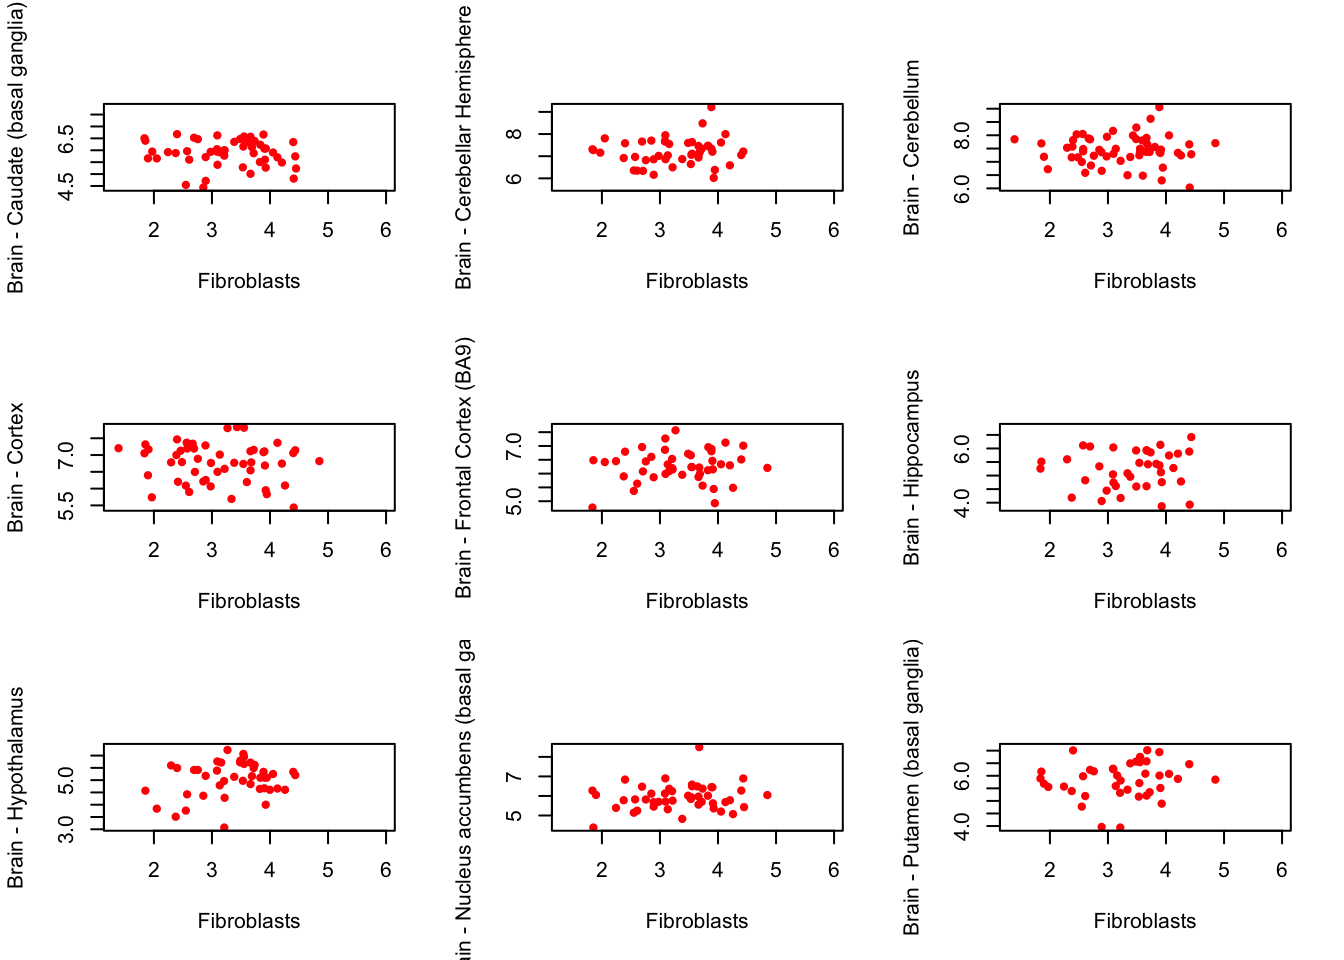 Brain - Caudate (basal ganglia)
4.5 6.5
2 3 4 5 6
Fibroblasts
Brain - Cerebellar Hemisphere
6 8
2 3 4 5 6
Fibroblasts
Brain - Cerebellum
6.0 8.0
2 3 4 5 6
Fibroblasts
Brain - Cortex
5.5 7.0
2 3 4 5 6
Fibroblasts
Brain - Frontal Cortex (BA9)
5.0 7.0
2 3 4 5 6
Fibroblasts
Brain - Hippocampus
4.0 6.0
2 3 4 5 6
Fibroblasts
Brain - Hypothalamus
3.0 5.0
2 3 4 5 6
Fibroblasts
ain - Nucleus accumbens (basal ga
5 7
2 3 4 5 6
Fibroblasts
Brain - Putamen (basal ganglia)
4.0 6.0
2 3 4 5 6
Fibroblasts